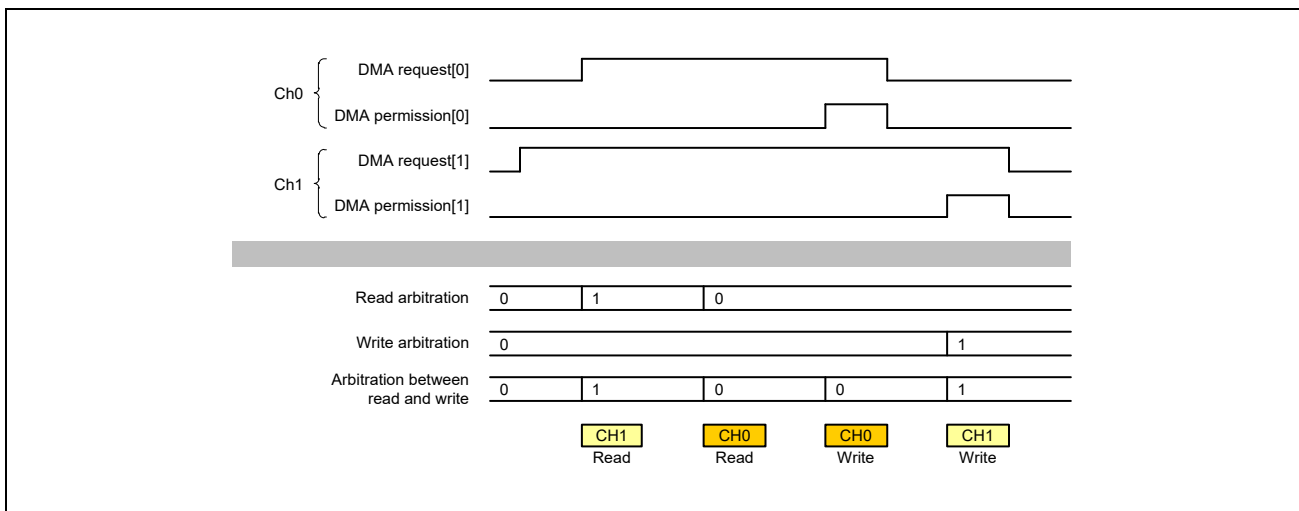 DMA request[0]
Ch0
DMA permission[0]
DMA request[1]
Ch1
DMA permission[1]
Read arbitration 0 1 0
Write arbitration 0 1
Arbitration between
read and write 0 1 0 0 1
CH1 CH0 CH0 CH1
Read Read Write Write